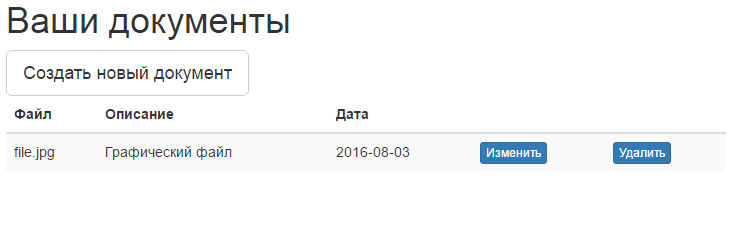 Ваши документы
Создать новый документ
Файл Описание Дата
file.jpg Графический файл 2016-08-03 Изменить Удалить